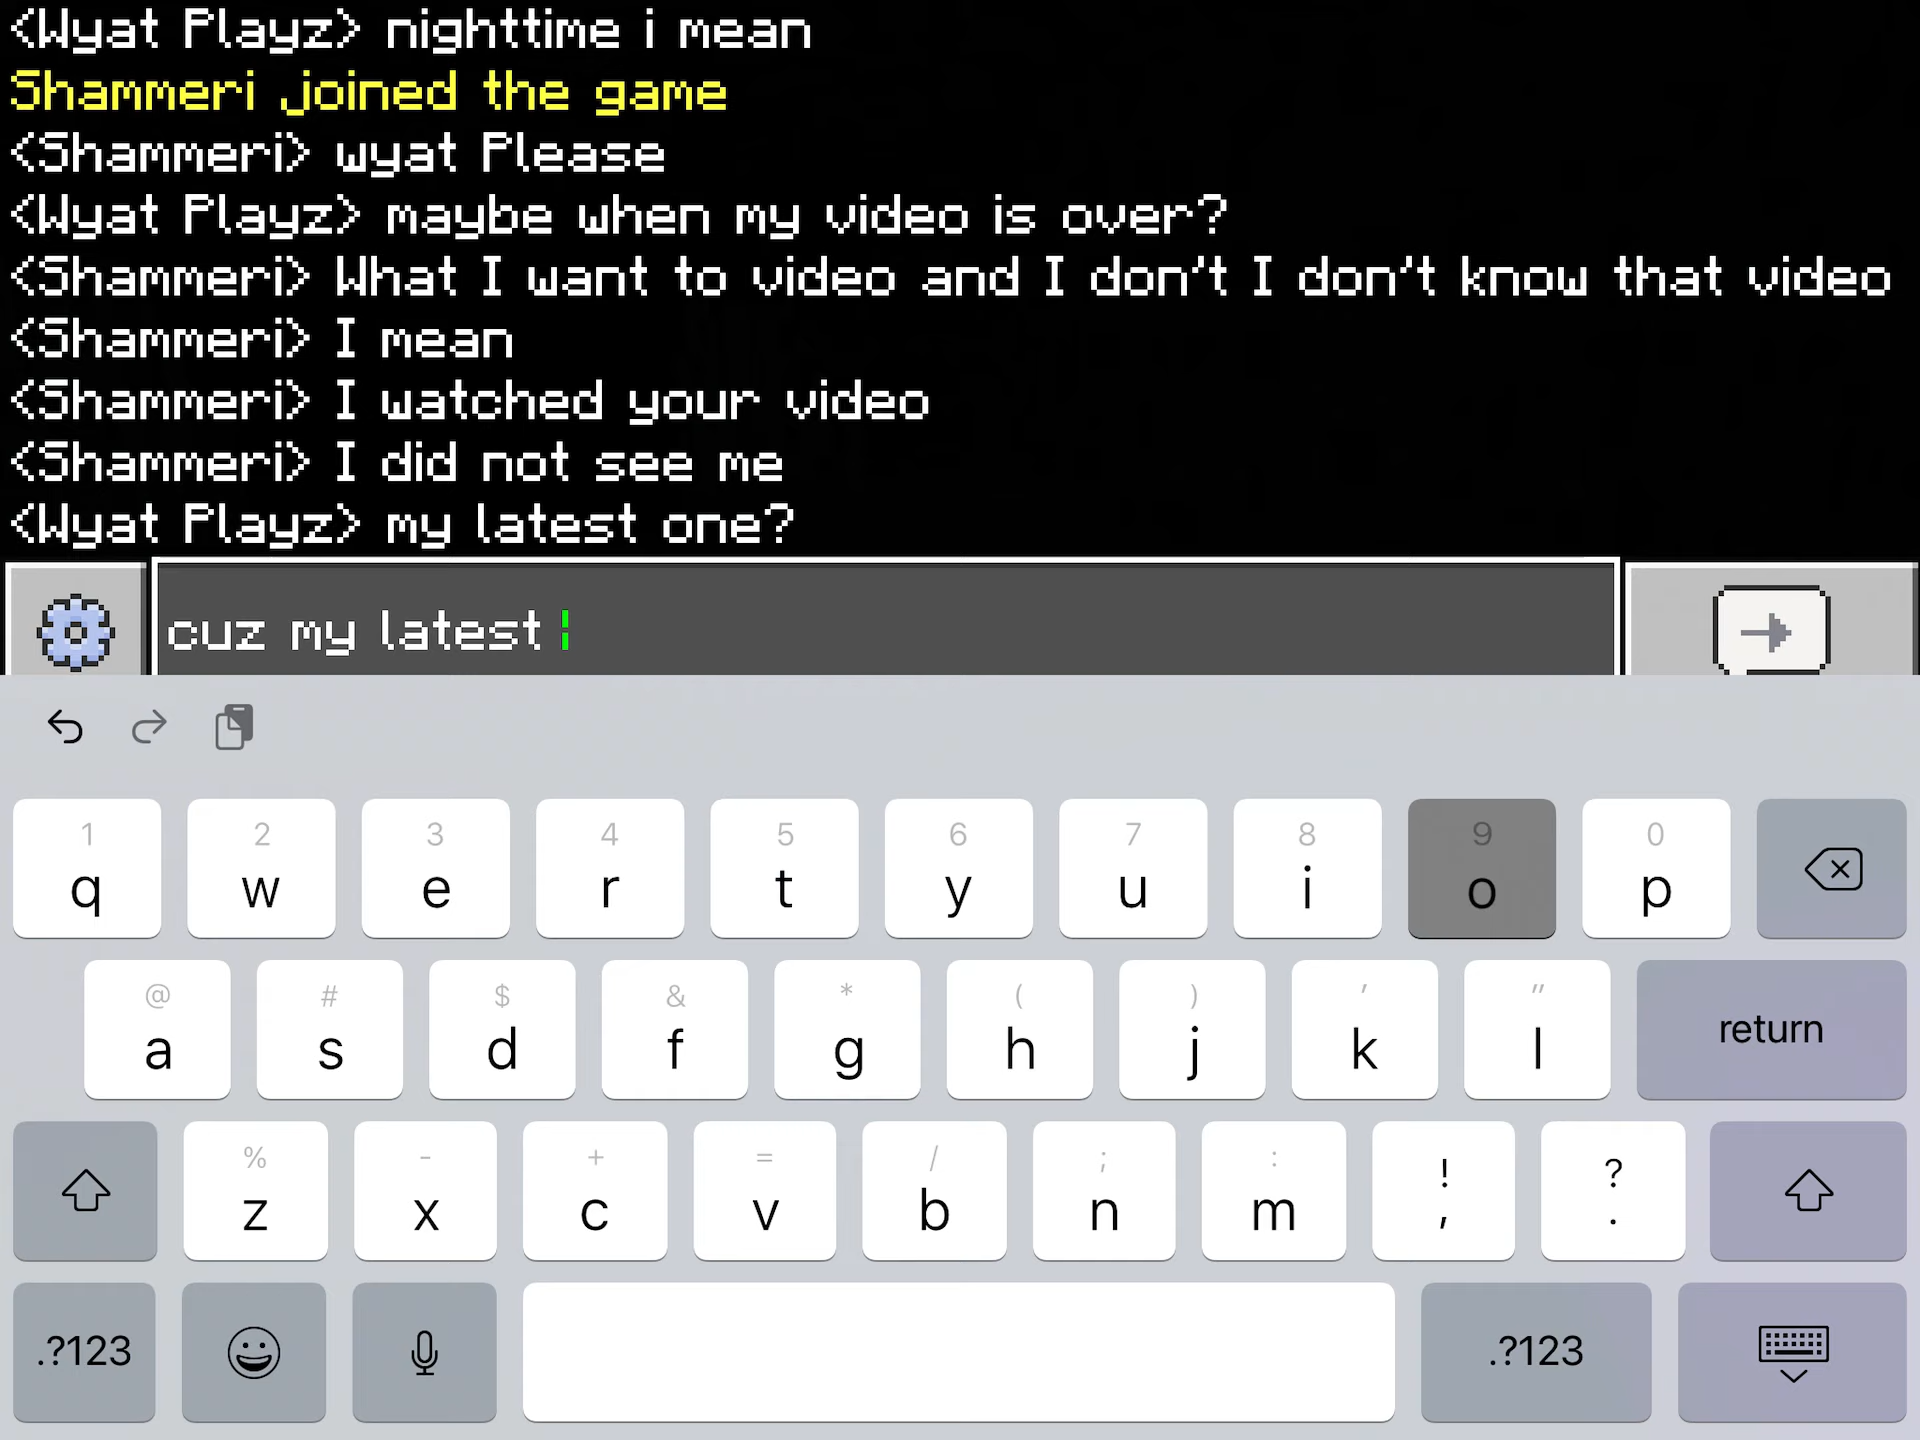 <Wyat Playz> nighttime i mean
Shammeri joined the game
<Shammeri> wyat Please
<Wyat Playz> maybe when my video is over?
<Shammeri> What I want to video and I don't I don't know that video
<Shammeri> I mean
<Shammeri> I watched your video
<Shammeri> I did not see me
<Wyat Playz> my latest one?
cuz my latest
1 2 3 4 5 6 7 8 9 0
q w e r t y u i o p
@ # $ & * ( ) ' "
a s d f g h j k l return
% - + = / ; : ! ?
z x c v b n m , .
.?123 .?123